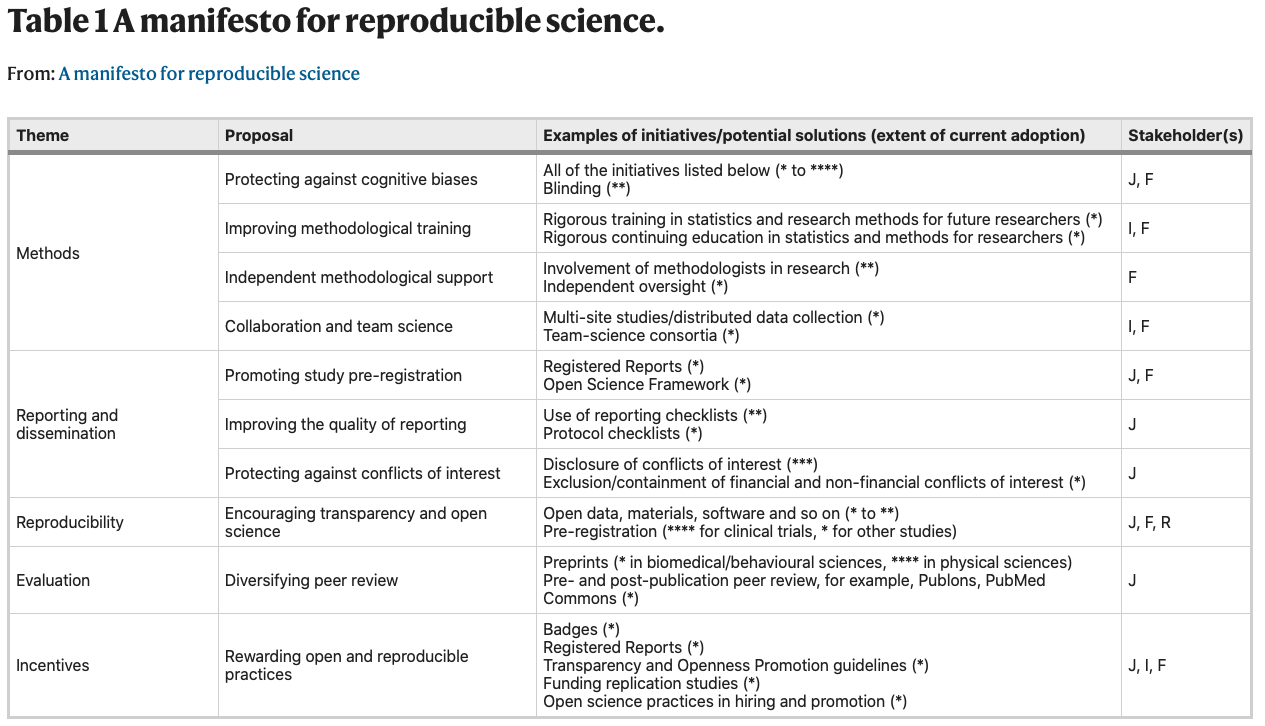 Table 1 A manifesto for reproducible science.
From: A manifesto for reproducible science
Theme Proposal Examples of initiatives/potential solutions (extent of current adoption) Stakeholder(s)
Methods
Protecting against cognitive biases
All of the initiatives listed below (* to ****)
Blinding (**)
J, F
Improving methodological training
Rigorous training in statistics and research methods for future researchers (*)
Rigorous continuing education in statistics and methods for researchers (*)
I, F
Independent methodological support
Involvement of methodologists in research (**)
Independent oversight (*)
F
Collaboration and team science
Multi-site studies/distributed data collection (*)
Team-science consortia (*)
I, F
Reporting and
dissemination
Promoting study pre-registration
Registered Reports (*)
Open Science Framework (*)
J, F
Improving the quality of reporting
Use of reporting checklists (**)
Protocol checklists (*)
J
Protecting against conflicts of interest
Disclosure of conflicts of interest (***)
Exclusion/containment of financial and non-financial conflicts of interest (*)
J
Reproducibility
Encouraging transparency and open
science
Open data, materials, software and so on (* to **)
Pre-registration (**** for clinical trials, * for other studies)
J, F, R
Evaluation
Diversifying peer review
Preprints (* in biomedical/behavioural sciences, **** in physical sciences)
Pre- and post-publication peer review, for example, Publons, PubMed
Commons (*)
J
Incentives
Rewarding open and reproducible
practices
Badges (*)
Registered Reports (*)
Transparency and Openness Promotion guidelines (*)
Funding replication studies (*)
Open science practices in hiring and promotion (*)
J, I, F